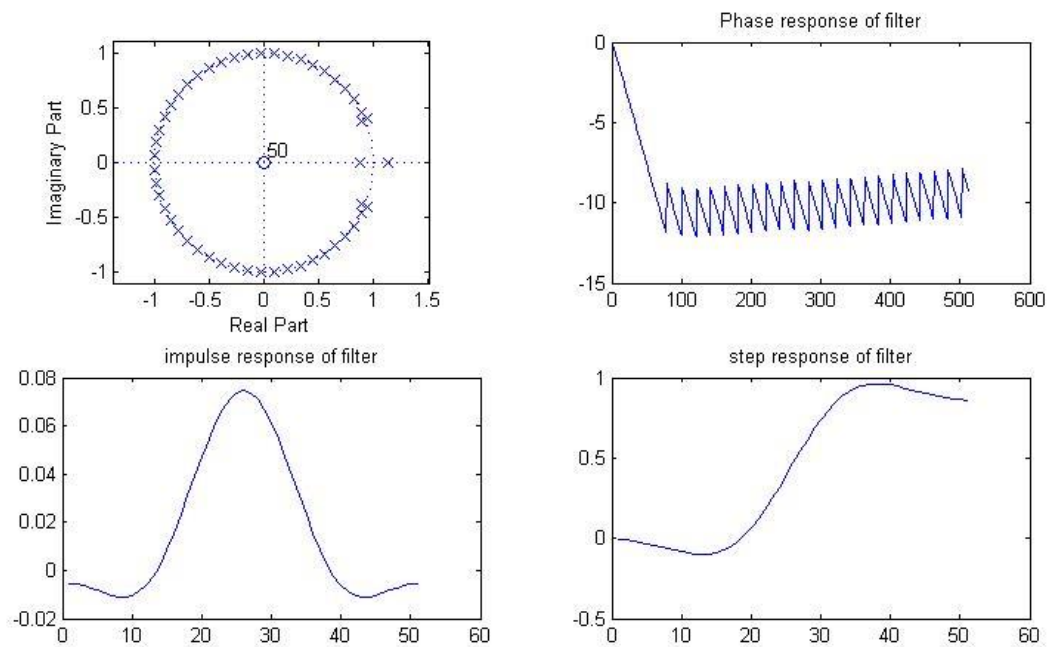 1
0.5
0
-0.5
-1
Imaginary Part
50
-1 -0.5 0 0.5 1 1.5
Real Part
Phase response of filter
0
-5
-10
-15
0 100 200 300 400 500 600
impulse response of filter
0.08
0.06
0.04
0.02
0
-0.02
0 10 20 30 40 50 60
step response of filter
1
0.5
0
-0.5
0 10 20 30 40 50 60